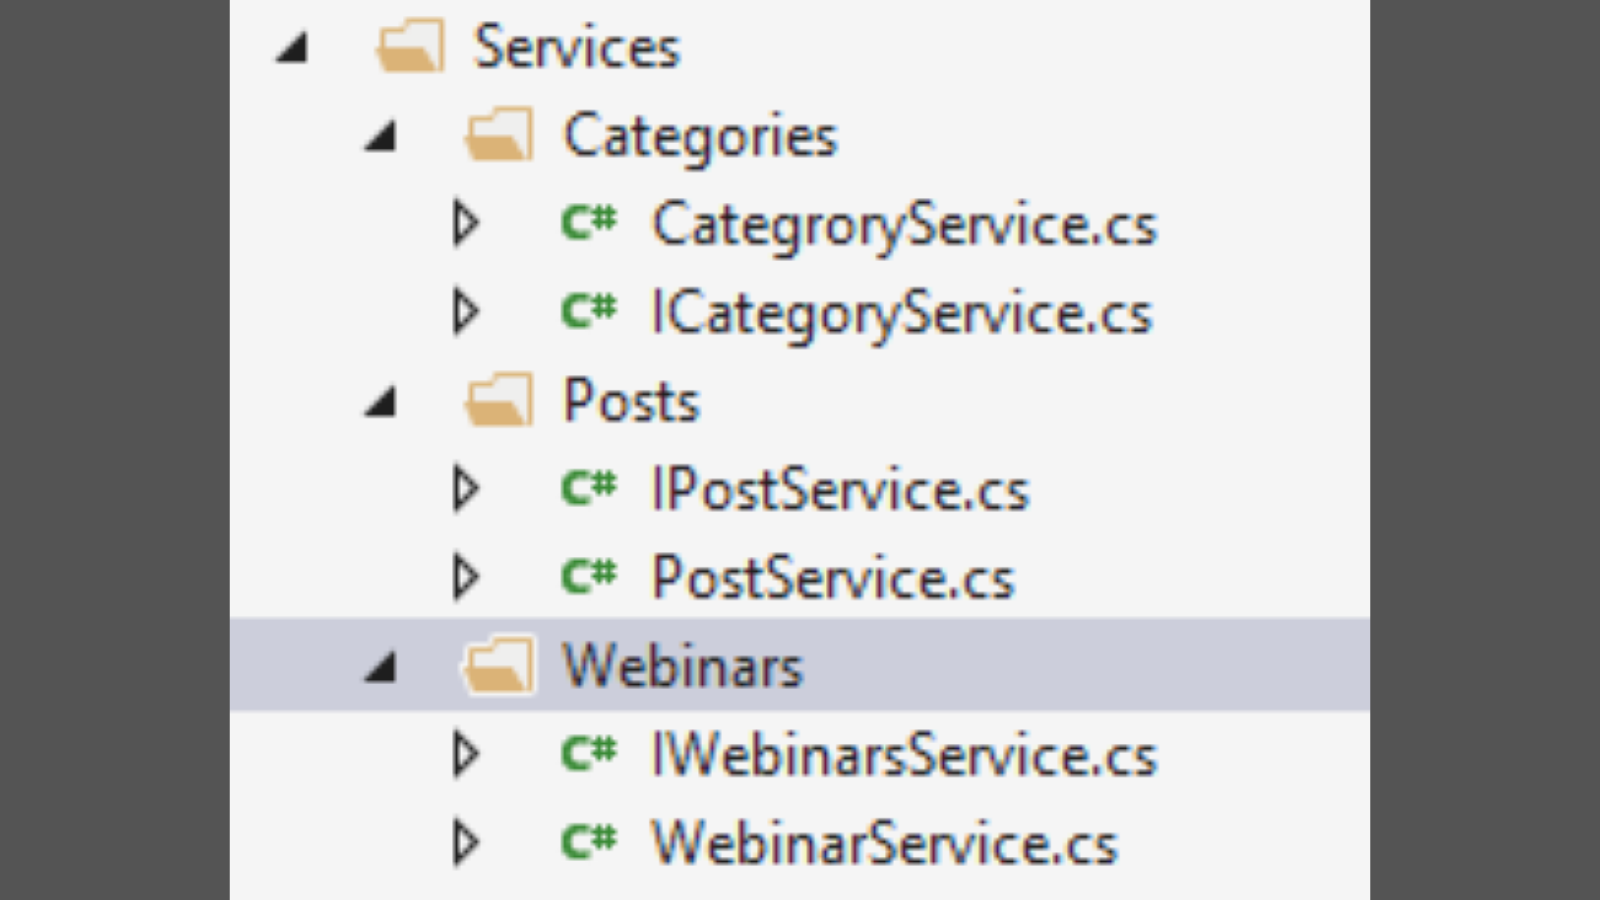 Services
Categories
C# CategroryService.cs
C# ICategoryService.cs
Posts
C# IPostService.cs
C# PostService.cs
Webinars
C# IWebinarsService.cs
C# WebinarService.cs